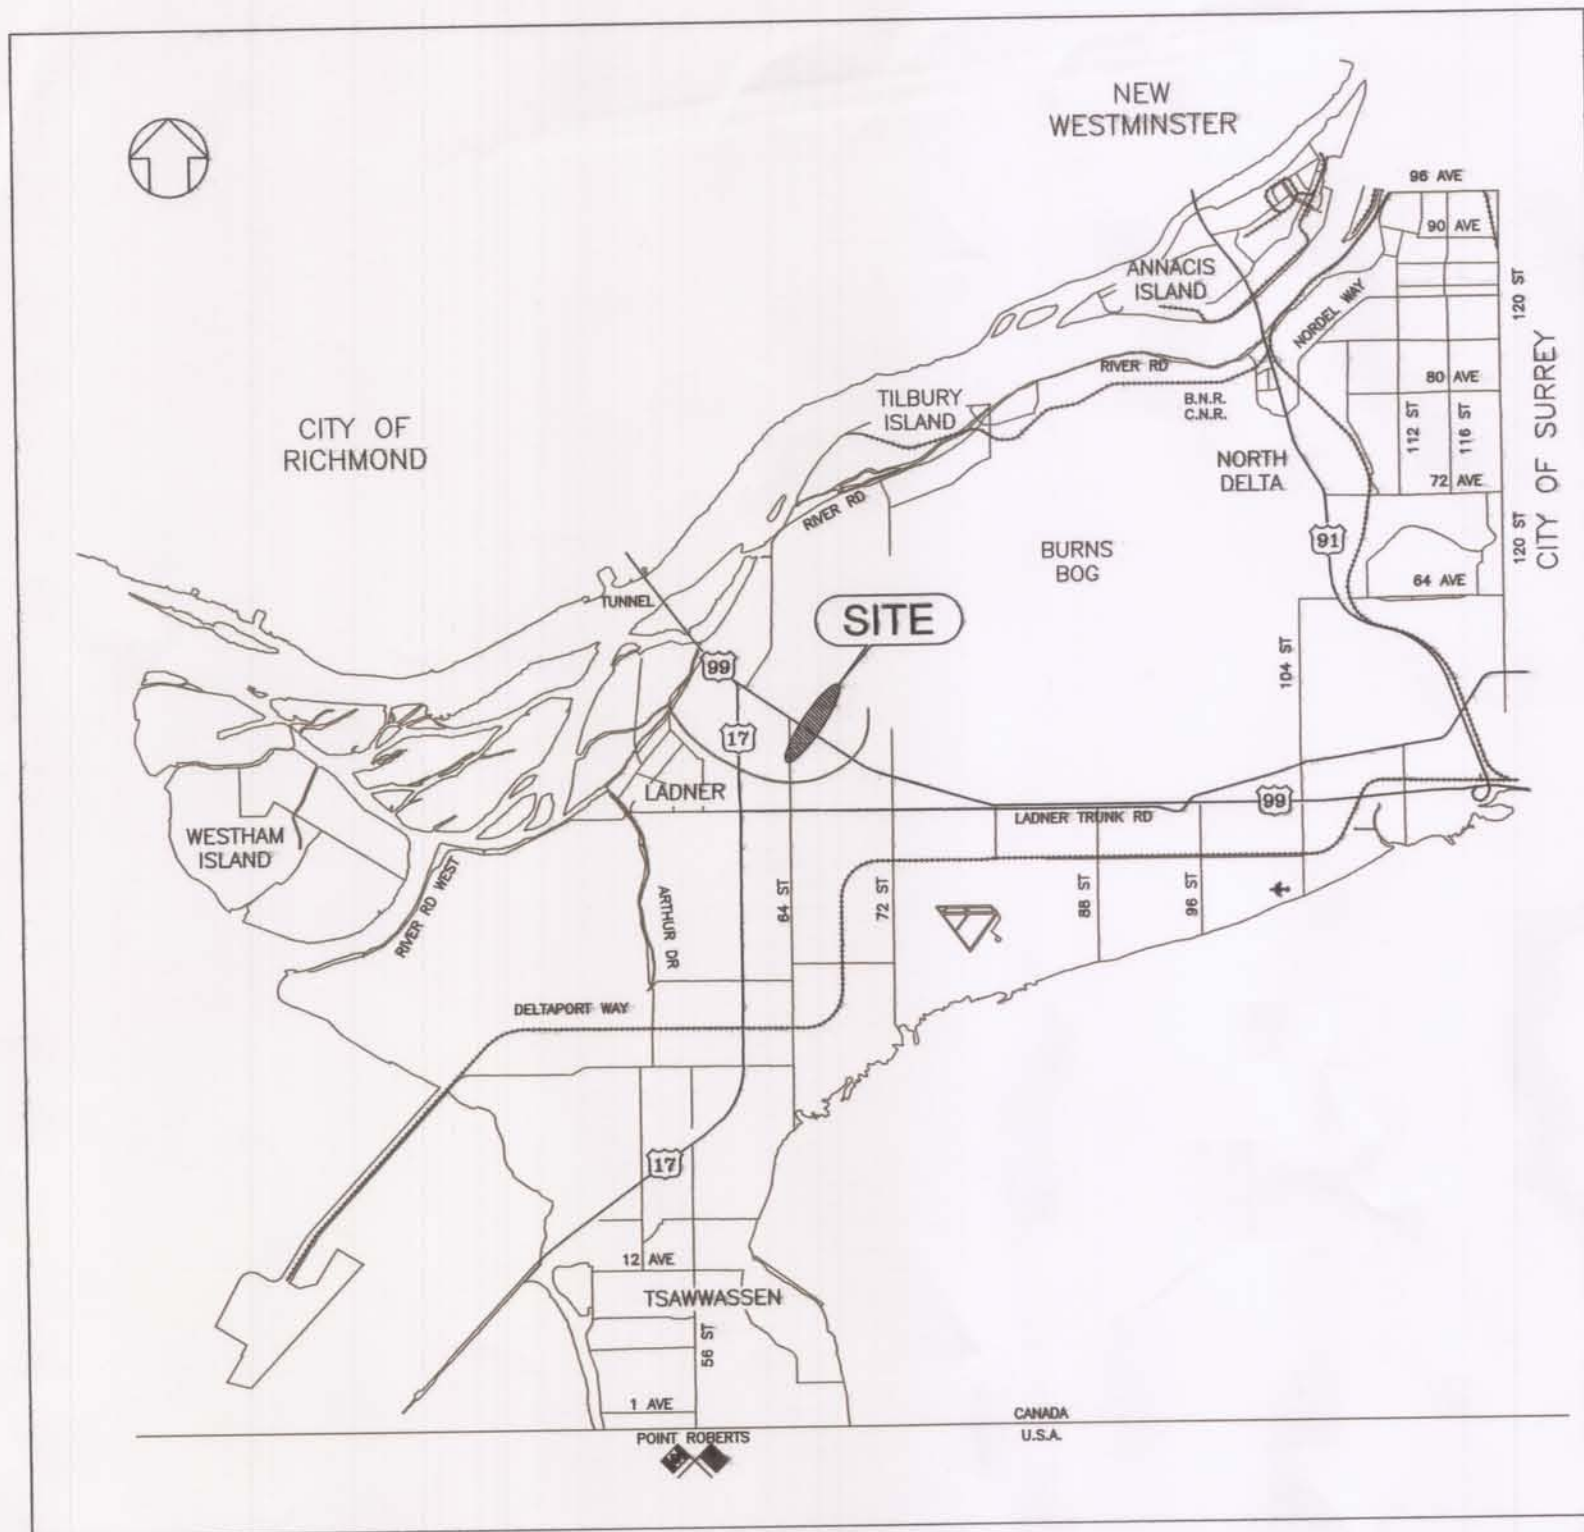 NEW
WESTMINSTER
96 AVE
90 AVE
ANNACIS
ISLAND
120 ST
NORDEL WAY
CITY OF SURREY
RIVER RD
80 AVE
TILBURY
ISLAND
B.N.R.
C.N.R.
112 ST
116 ST
CITY OF
RICHMOND
NORTH
DELTA
72 AVE
RIVER RD
91
120 ST
BURNS
BOG
64 AVE
TUNNEL
SITE
99
104 ST
17
LADNER
99
LADNER TRUNK RD
WESTHAM
ISLAND
RIVER RD WEST
ARTHUR DR
64 ST
72 ST
88 ST
96 ST
DELTAPORT WAY
17
12 AVE
TSAWWASSEN
56 ST
1 AVE
CANADA
POINT ROBERTS
U.S.A.